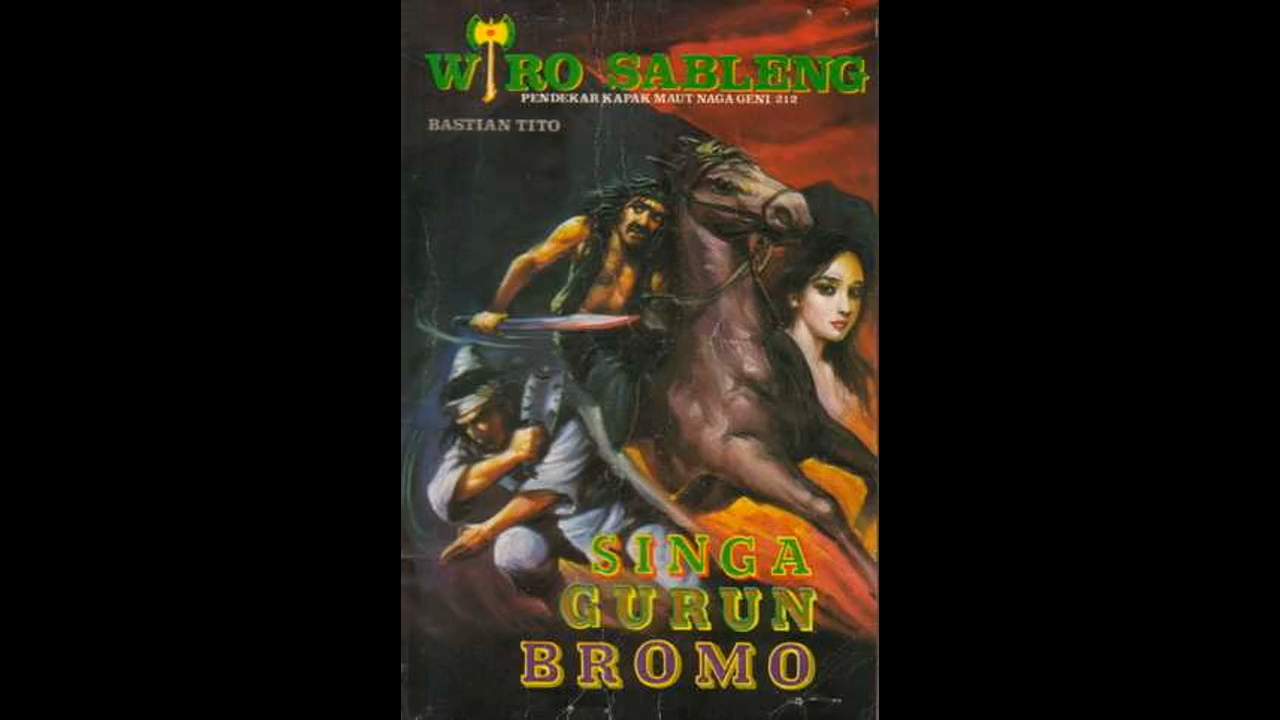 WIRO SABLENG
PENDEKAR KAPAK MAUT NAGA GENI 212
BASTIAN TITO
SINGA
GURUN
BROMO